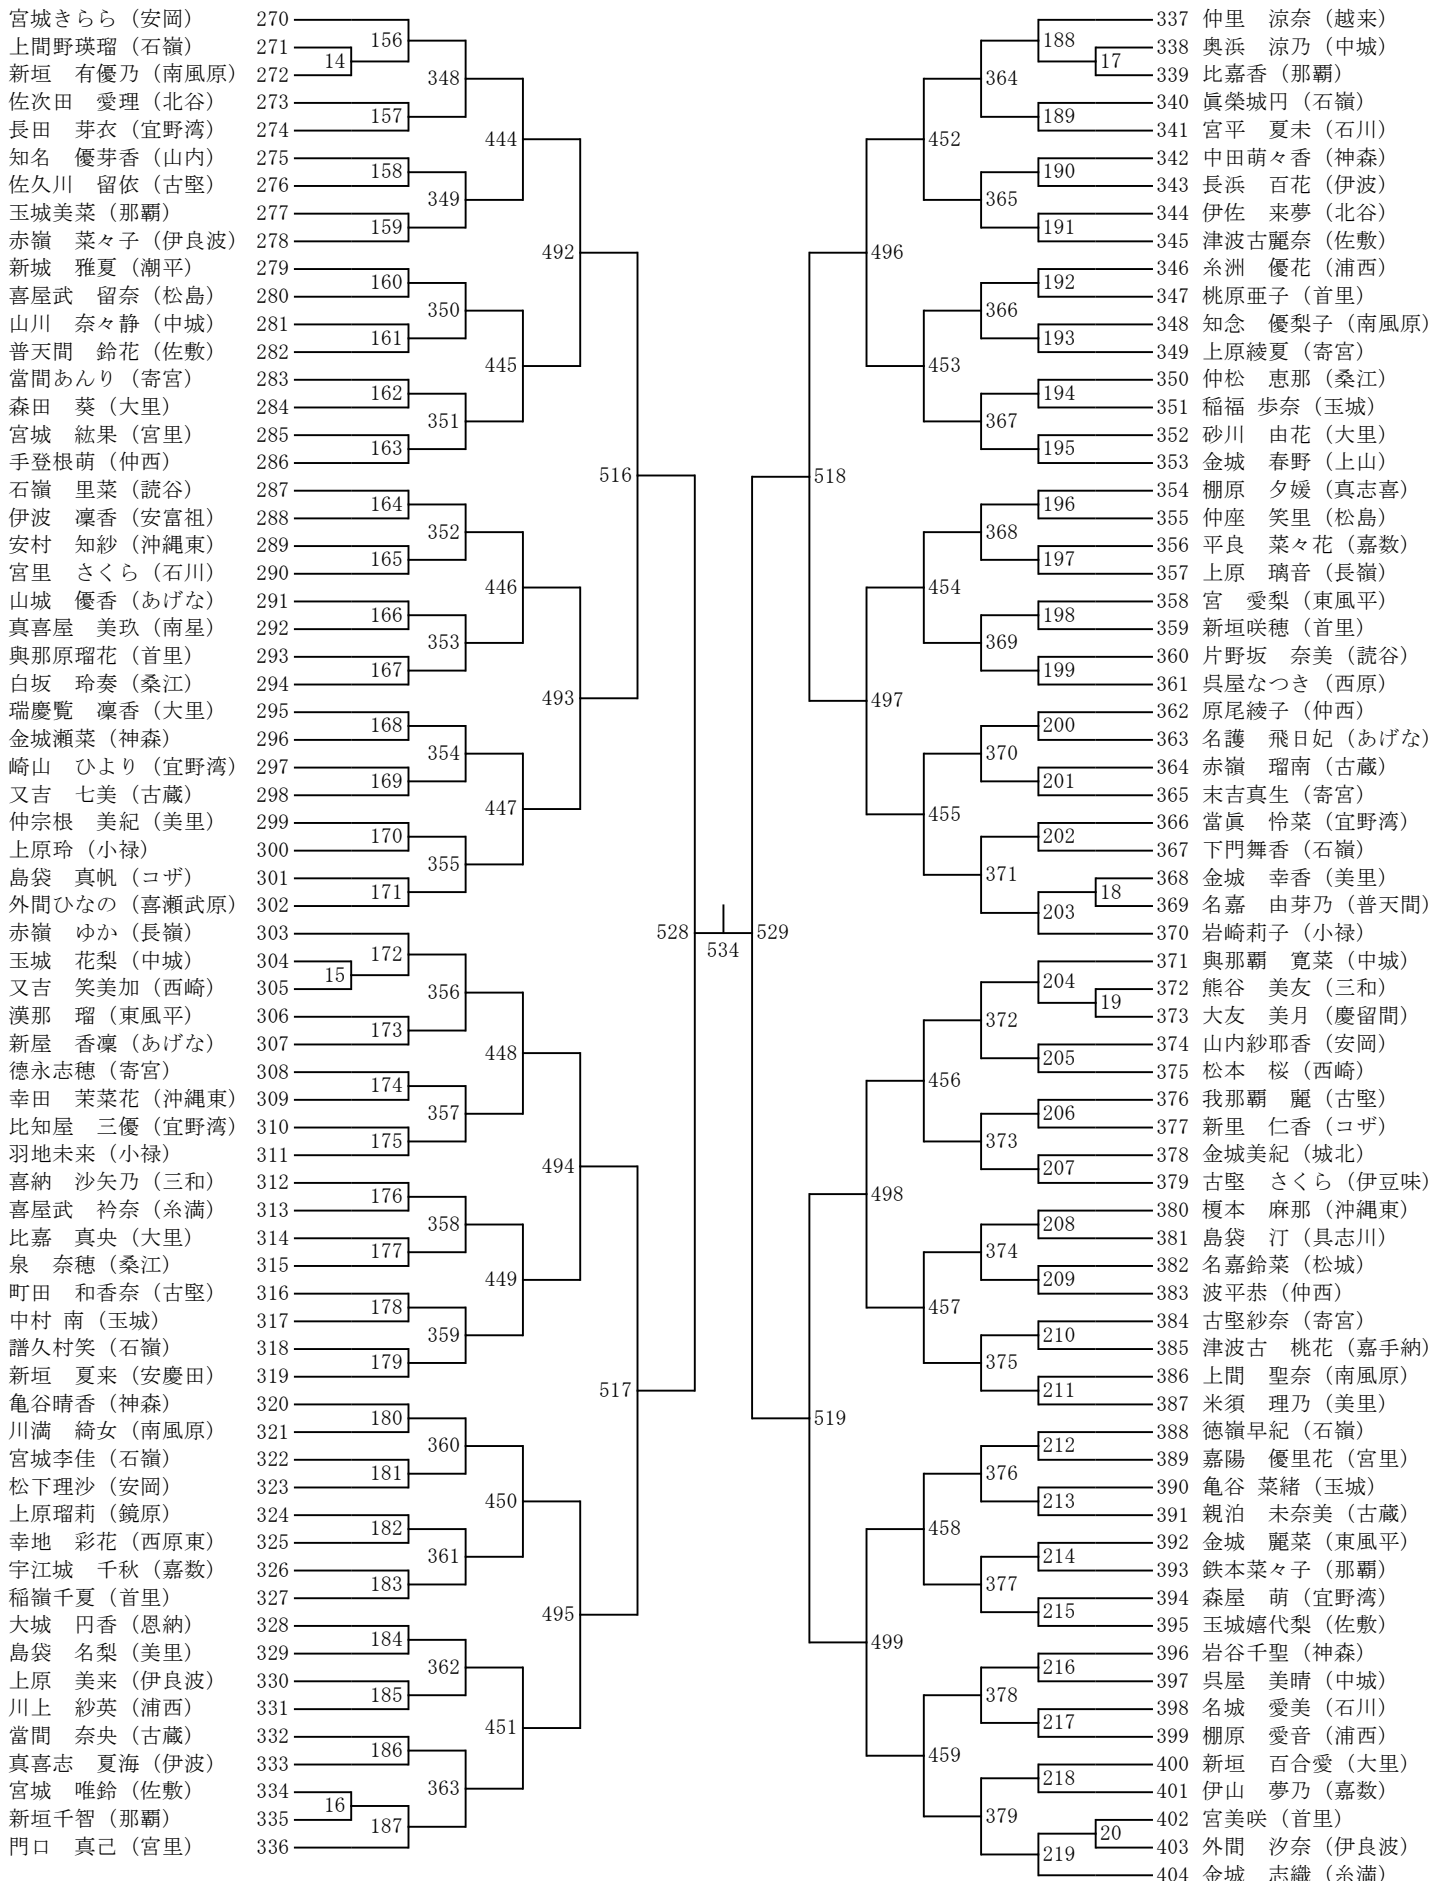 宮城きらら（安岡） 270
上間野瑛瑠（石嶺） 271
新垣　有優乃（南風原） 272
佐次田　愛理（北谷） 273
長田　芽衣（宜野湾） 274
知名　優芽香（山内） 275
佐久川　留依（古堅） 276
玉城美菜（那覇） 277
赤嶺　菜々子（伊良波） 278
新城　雅夏（潮平） 279
喜屋武　留奈（松島） 280
山川　奈々静（中城） 281
普天間　鈴花（佐敷） 282
當間あんり（寄宮） 283
森田　葵（大里） 284
宮城　紘果（宮里） 285
手登根萌（仲西） 286
石嶺　里菜（読谷） 287
伊波　凜香（安富祖） 288
安村　知紗（沖縄東） 289
宮里　さくら（石川） 290
山城　優香（あげな） 291
真喜屋　美玖（南星） 292
與那原瑠花（首里） 293
白坂　玲奏（桑江） 294
瑞慶覧　凜香（大里） 295
金城瀬菜（神森） 296
崎山　ひより（宜野湾） 297
又吉　七美（古蔵） 298
仲宗根　美紀（美里） 299
上原玲（小禄） 300
島袋　真帆（コザ） 301
外間ひなの（喜瀬武原） 302
赤嶺　ゆか（長嶺） 303
玉城　花梨（中城） 304
又吉　笑美加（西崎） 305
漢那　瑠（東風平） 306
新屋　香凜（あげな） 307
德永志穂（寄宮） 308
幸田　茉菜花（沖縄東） 309
比知屋　三優（宜野湾） 310
羽地未来（小禄） 311
喜納　沙矢乃（三和） 312
喜屋武　衿奈（糸満） 313
比嘉　真央（大里） 314
泉　奈穂（桑江） 315
町田　和香奈（古堅） 316
中村 南（玉城） 317
譜久村笑（石嶺） 318
新垣　夏来（安慶田） 319
亀谷晴香（神森） 320
川満　綺女（南風原） 321
宮城李佳（石嶺） 322
松下理沙（安岡） 323
上原瑠莉（鏡原） 324
幸地　彩花（西原東） 325
宇江城　千秋（嘉数） 326
稲嶺千夏（首里） 327
大城　円香（恩納） 328
島袋　名梨（美里） 329
上原　美来（伊良波） 330
川上　紗英（浦西） 331
當間　奈央（古蔵） 332
真喜志　夏海（伊波） 333
宮城　唯鈴（佐敷） 334
新垣千智（那覇） 335
門口　真己（宮里） 336
14
15
16
156
157
158
159
160
161
162
163
164
165
166
167
168
169
170
171
172
173
174
175
176
177
178
179
180
181
182
183
184
185
186
187
348
349
350
351
352
353
354
355
356
357
358
359
360
361
362
363
444
445
446
447
448
449
450
451
492
493
494
495
516
517
528
534
529
518
519
496
497
498
499
452
453
454
455
456
457
458
459
364
365
366
367
368
369
370
371
372
373
374
375
376
377
378
379
188
189
190
191
192
193
194
195
196
197
198
199
200
201
202
203
204
205
206
207
208
209
210
211
212
213
214
215
216
217
218
219
17
18
19
20
337 仲里　涼奈（越来）
338 奥浜　涼乃（中城）
339 比嘉香（那覇）
340 眞榮城円（石嶺）
341 宮平　夏未（石川）
342 中田萌々香（神森）
343 長浜　百花（伊波）
344 伊佐　来夢（北谷）
345 津波古麗奈（佐敷）
346 糸洲　優花（浦西）
347 桃原亜子（首里）
348 知念　優梨子（南風原）
349 上原綾夏（寄宮）
350 仲松　恵那（桑江）
351 稲福 歩奈（玉城）
352 砂川　由花（大里）
353 金城　春野（上山）
354 棚原　夕媛（真志喜）
355 仲座　笑里（松島）
356 平良　菜々花（嘉数）
357 上原　璃音（長嶺）
358 宮　愛梨（東風平）
359 新垣咲穂（首里）
360 片野坂　奈美（読谷）
361 呉屋なつき（西原）
362 原尾綾子（仲西）
363 名護　飛日妃（あげな）
364 赤嶺　瑠南（古蔵）
365 末吉真生（寄宮）
366 當眞　怜菜（宜野湾）
367 下門舞香（石嶺）
368 金城　幸香（美里）
369 名嘉　由芽乃（普天間）
370 岩崎莉子（小禄）
371 與那覇　寛菜（中城）
372 熊谷　美友（三和）
373 大友　美月（慶留間）
374 山内紗耶香（安岡）
375 松本　桜（西崎）
376 我那覇　麗（古堅）
377 新里　仁香（コザ）
378 金城美紀（城北）
379 古堅　さくら（伊豆味）
380 榎本　麻那（沖縄東）
381 島袋　汀（具志川）
382 名嘉鈴菜（松城）
383 波平恭（仲西）
384 古堅紗奈（寄宮）
385 津波古　桃花（嘉手納）
386 上間　聖奈（南風原）
387 米須　理乃（美里）
388 徳嶺早紀（石嶺）
389 嘉陽　優里花（宮里）
390 亀谷 菜緒（玉城）
391 親泊　未奈美（古蔵）
392 金城　麗菜（東風平）
393 鉄本菜々子（那覇）
394 森屋　萌（宜野湾）
395 玉城嬉代梨（佐敷）
396 岩谷千聖（神森）
397 呉屋　美晴（中城）
398 名城　愛美（石川）
399 棚原　愛音（浦西）
400 新垣　百合愛（大里）
401 伊山　夢乃（嘉数）
402 宮美咲（首里）
403 外間　汐奈（伊良波）
404 金城　志織（糸満）